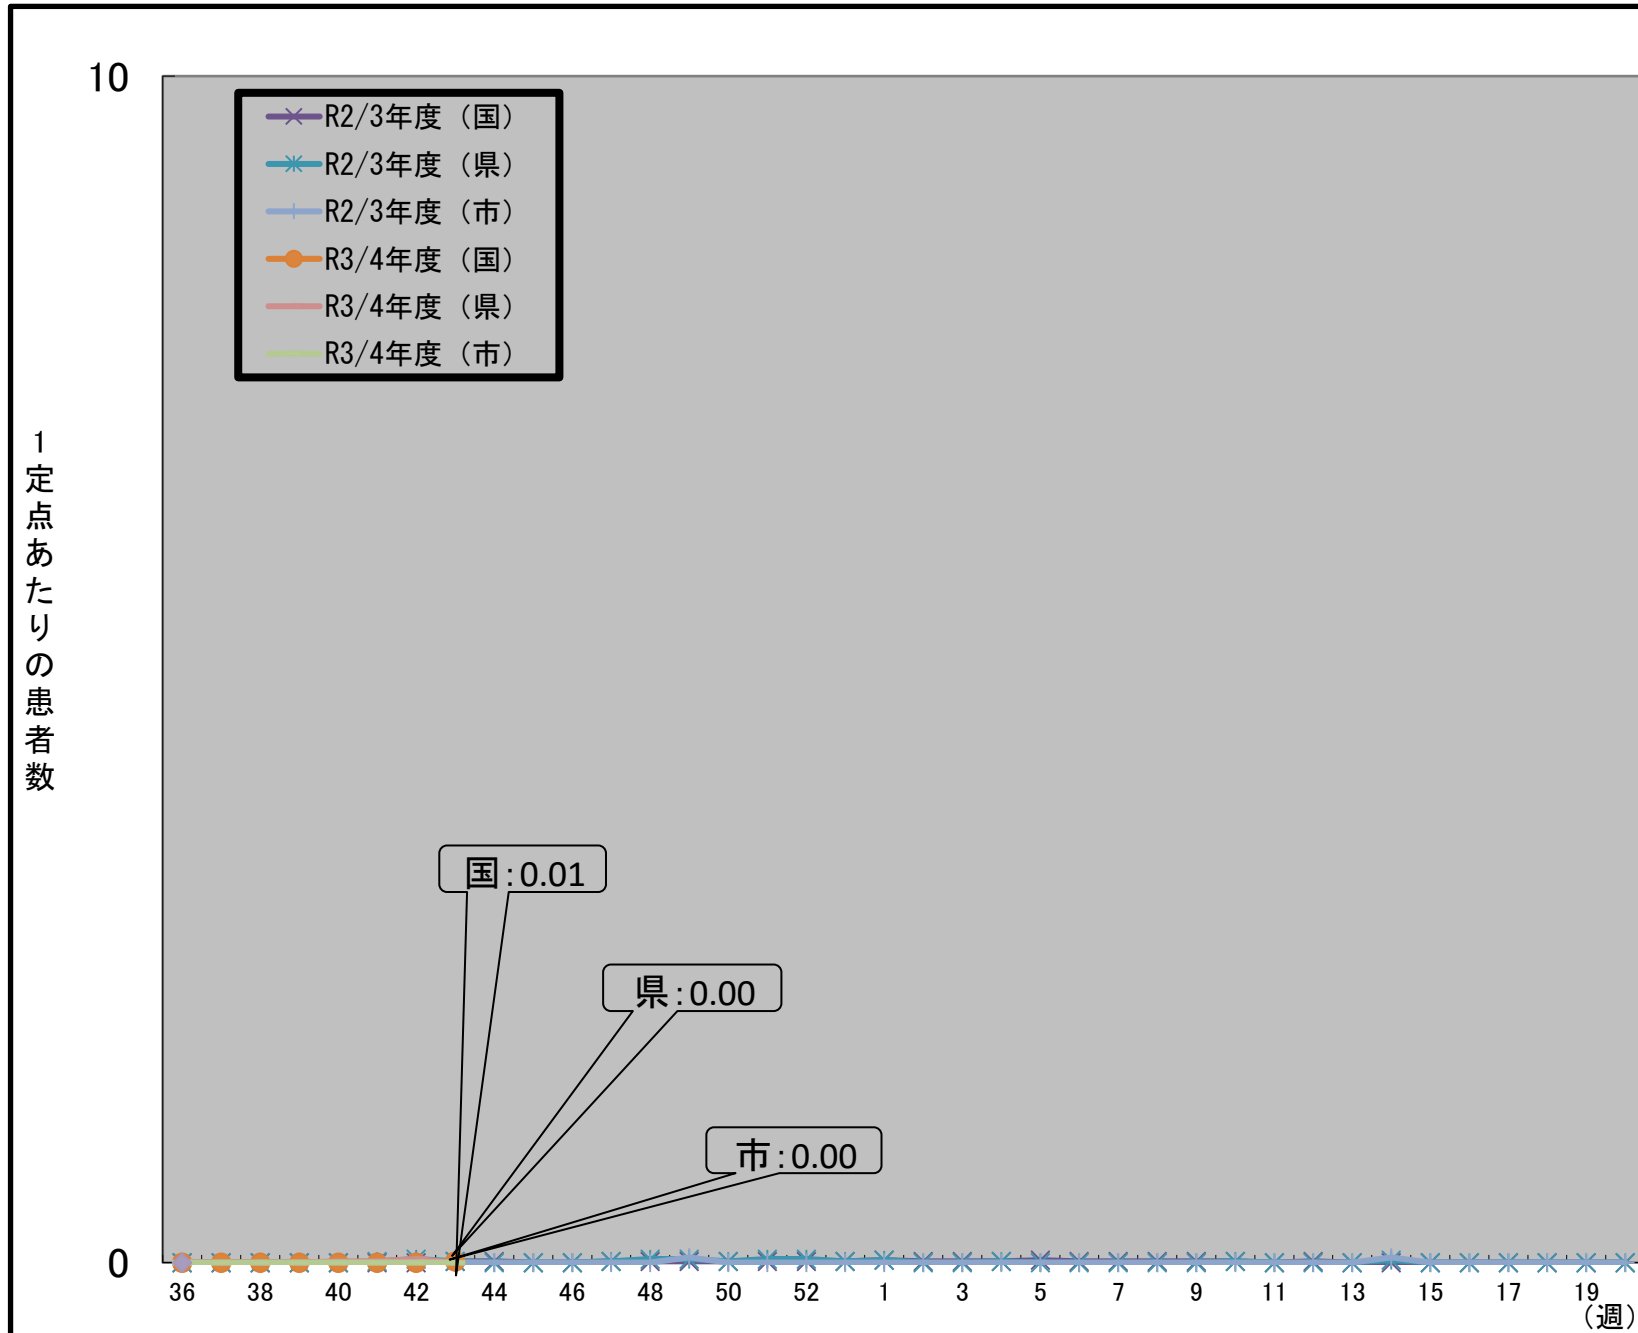 10
R2/3年度（国）
R2/3年度（県）
R2/3年度（市）
R3/4年度（国）
R3/4年度（県）
R3/4年度（市）
1定点あたりの患者数
国:0.01
県:0.00
市:0.00
0
36 38 40 42 44 46 48 50 52 1 3 5 7 9 11 13 15 17 19
（週）